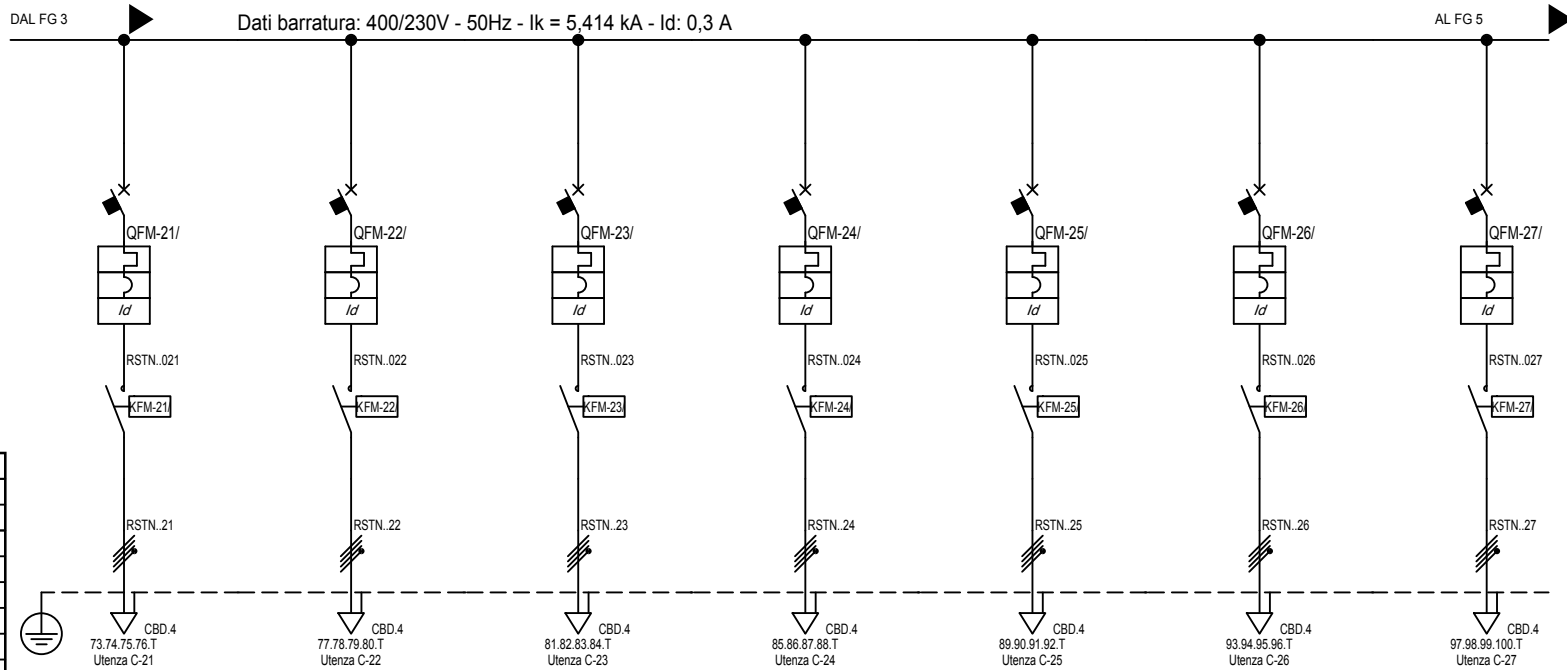 DAL FG 3
Dati barratura: 400/230V - 50Hz - Ik = 5,414 kA - Id: 0,3 A
AL FG 5
QFM-21/
QFM-22/
QFM-23/
QFM-24/
QFM-25/
QFM-26/
QFM-27/
Id
Id
Id
Id
Id
Id
Id
RSTN..021
RSTN..022
RSTN..023
RSTN..024
RSTN..025
RSTN..026
RSTN..027
KFM-21/
KFM-22/
KFM-23/
KFM-24/
KFM-25/
KFM-26/
KFM-27/
RSTN..21
RSTN..22
RSTN..23
RSTN..24
RSTN..25
RSTN..26
RSTN..27
CBD.4
CBD.4
CBD.4
CBD.4
CBD.4
CBD.4
CBD.4
73.74.75.76.T
77.78.79.80.T
81.82.83.84.T
85.86.87.88.T
89.90.91.92.T
93.94.95.96.T
97.98.99.100.T
Utenza C-21
Utenza C-22
Utenza C-23
Utenza C-24
Utenza C-25
Utenza C-26
Utenza C-27